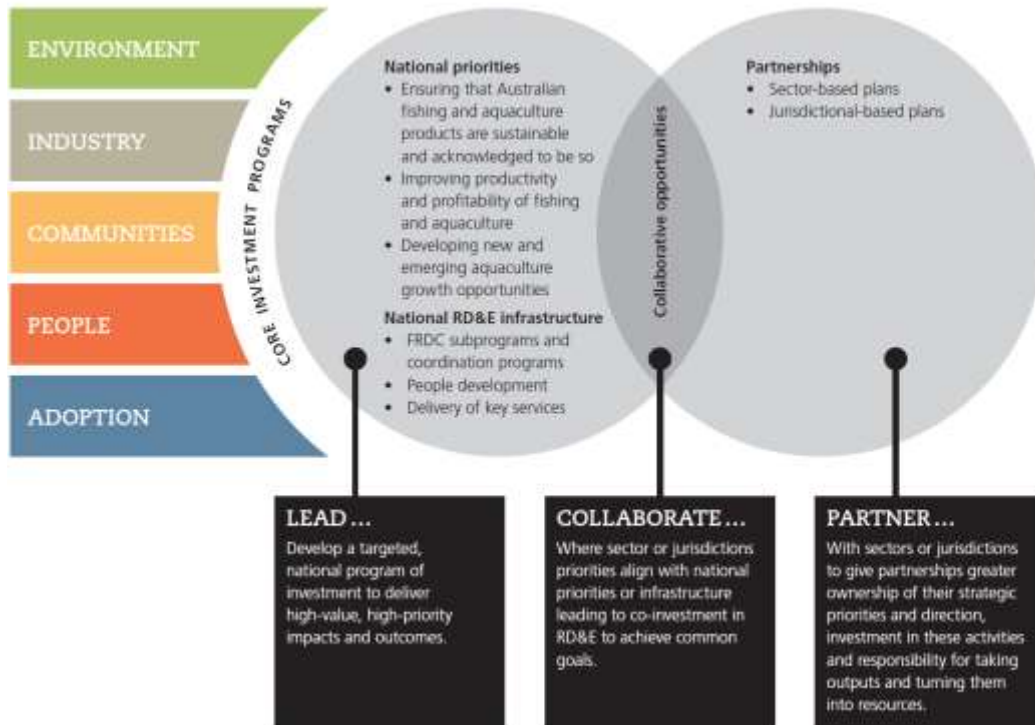 ENVIRONMENT
INDUSTRY
COMMUNITIES
PEOPLE
ADOPTION
CORE INVESTMENT PROGRAMS
National priorities
• Ensuring that Australian
fishing and aquaculture
products are sustainable
and acknowledged to be so
• Improving productivity
and profitability of fishing
and aquaculture
• Developing new and
emerging aquaculture
growth opportunities
National RD&E infrastructure
• FRDC subprograms and
coordination programs
• People development
• Delivery of key services
Collaborative opportunities
Partnerships
• Sector-based plans
• Jurisdictional-based plans
LEAD...
Develop a targeted,
national program of
investment to deliver
high-value, high-priority
impacts and outcomes.
COLLABORATE...
Where sector or jurisdictions
priorities align with national
priorities or infrastructure
leading to co-investment in
RD&E to achieve common
goals.
PARTNER...
With sectors or jurisdictions
to give partnerships greater
ownership of their strategic
priorities and direction,
investment in these activities
and responsibility for taking
outputs and turning them
into resources.